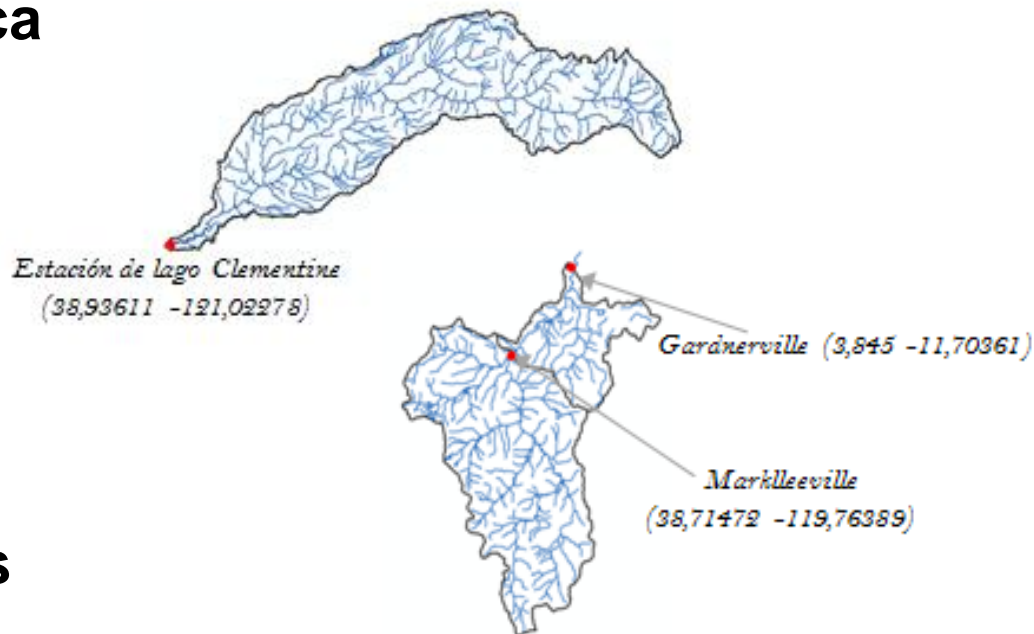 ca
Estación de lago Clementine
(38,93611 -121,02278)
Gardnerville (3,845 -11,70361)
Marklleeville
(38,71472 -119,76389)
s